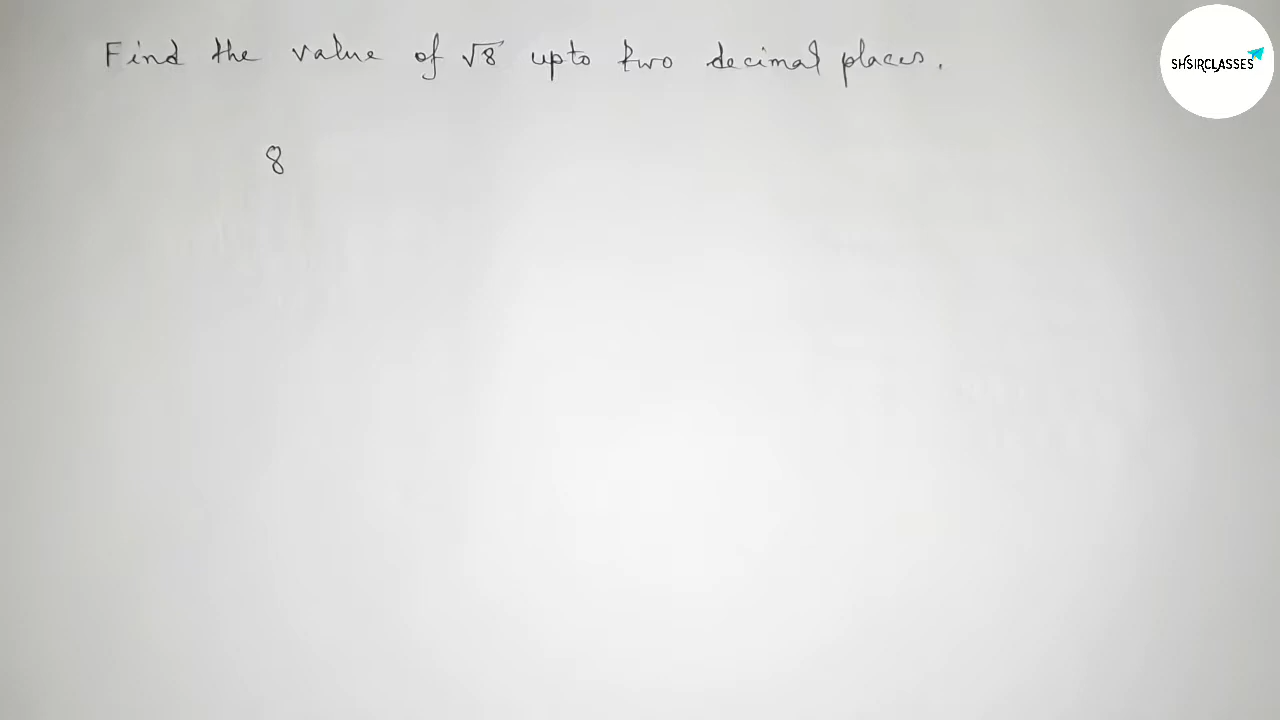 Find the value of √8 upto two decimal places.
SHSIRCLASSES
8